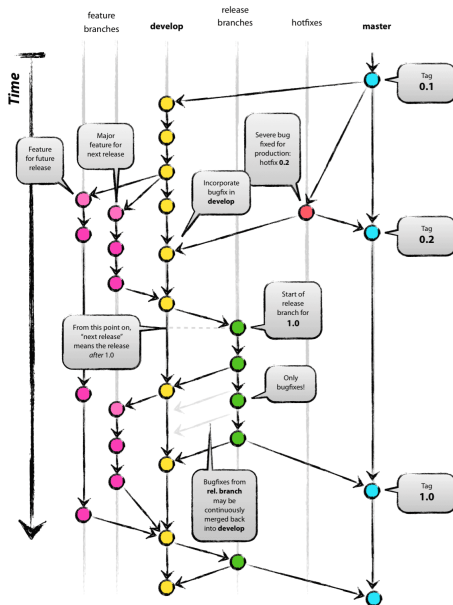 feature
branches
develop
release
branches
hotfixes
master
Time
Tag
0.1
Feature
for future
release
Major
feature for
next release
Severe bug
fixed for
production:
hotfix 0.2
Incorporate
bugfix in
develop
Tag
0.2
Start of
release
branch for
1.0
From this point on,
"next release"
means the release
after 1.0
Only
bugfixes!
Bugfixes from
rel. branch
may be
continuously
merged back
into develop
Tag
1.0